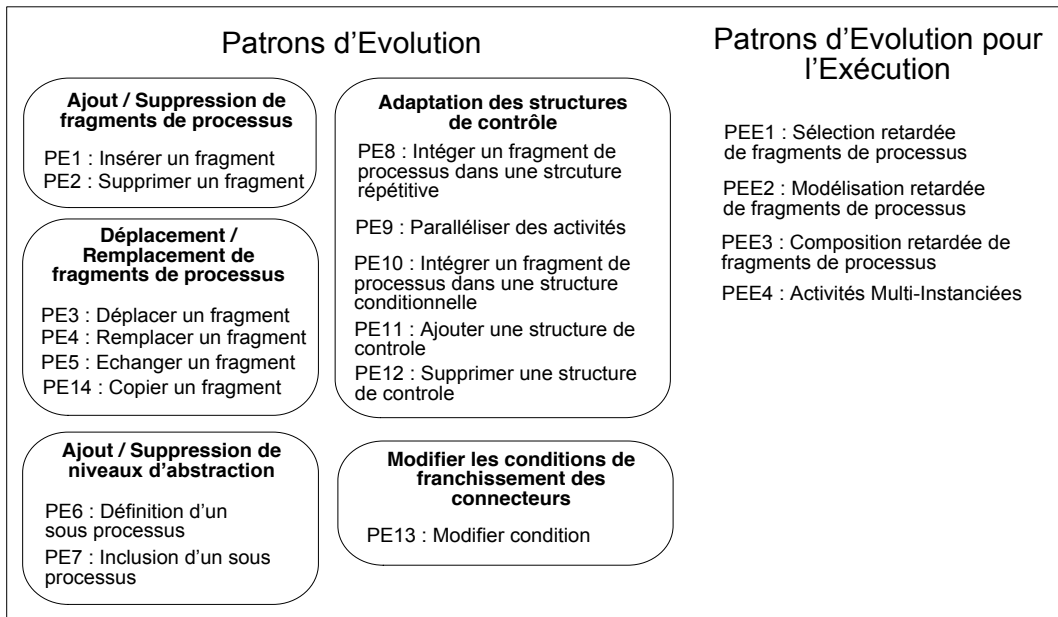 Patrons d'Evolution
Ajout / Suppression de
fragments de processus
PE1 : Insérer un fragment
PE2 : Supprimer un fragment
Déplacement /
Remplacement de
fragments de processus
PE3 : Déplacer un fragment
PE4 : Remplacer un fragment
PE5 : Echanger un fragment
PE14 : Copier un fragment
Ajout / Suppression de
niveaux d'abstraction
PE6 : Définition d'un
sous processus
PE7 : Inclusion d'un sous
processus
Adaptation des structures
de contrôle
PE8 : Intéger un fragment de
processus dans une strcuture
répétitive
PE9 : Paralléliser des activités
PE10 : Intégrer un fragment de
processus dans une structure
conditionnelle
PE11 : Ajouter une structure de
controle
PE12 : Supprimer une structure
de controle
Modifier les conditions de
franchissement des
connecteurs
PE13 : Modifier condition
Patrons d'Evolution pour
l'Exécution
PEE1 : Sélection retardée
de fragments de processus
PEE2 : Modélisation retardée
de fragments de processus
PEE3 : Composition retardée de
fragments de processus
PEE4 : Activités Multi-Instanciées